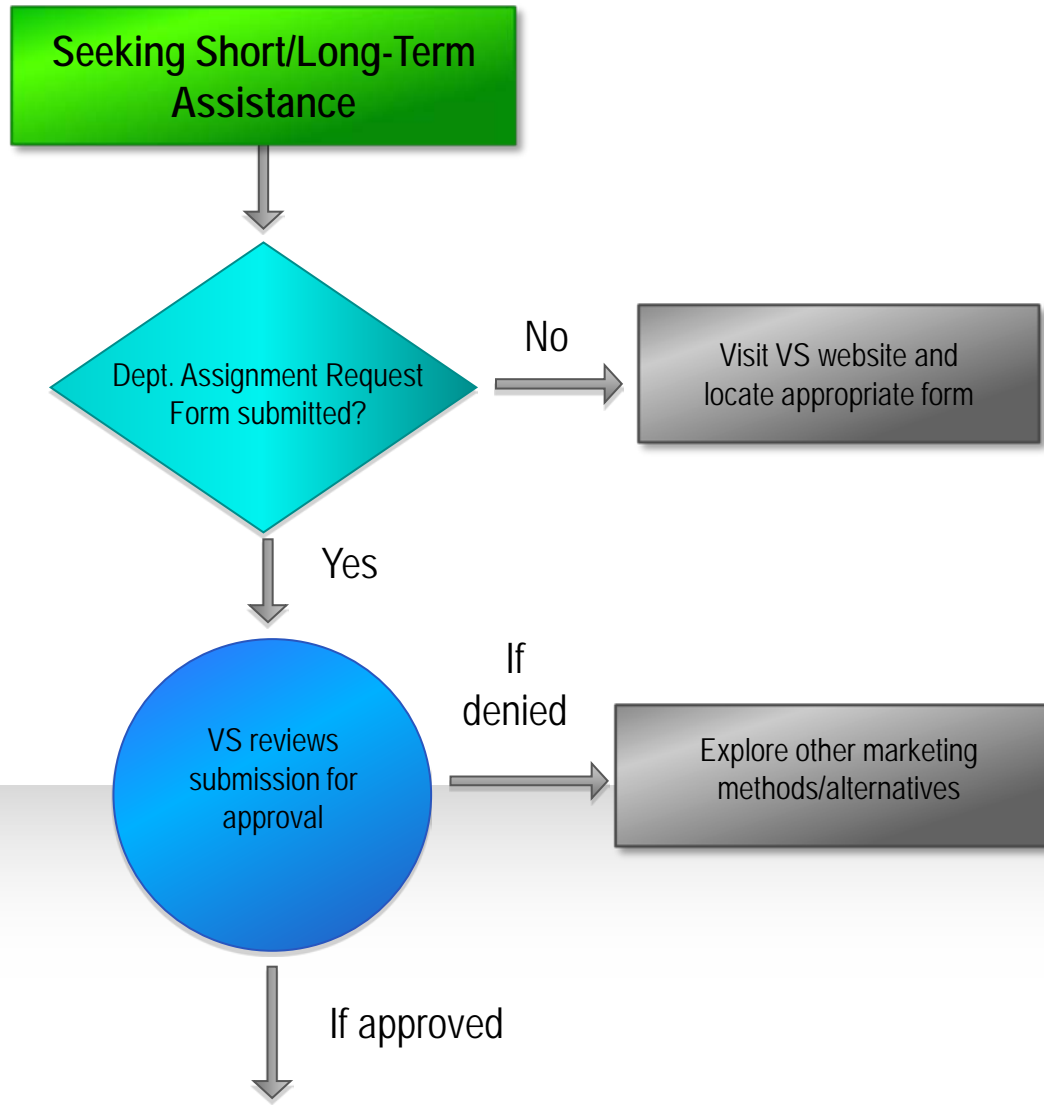 Seeking Short/Long-Term
Assistance
Dept. Assignment Request
Form submitted?
No
Visit VS website and
locate appropriate form
Yes
VS reviews
submission for
approval
If
denied
Explore other marketing
methods/alternatives
If approved